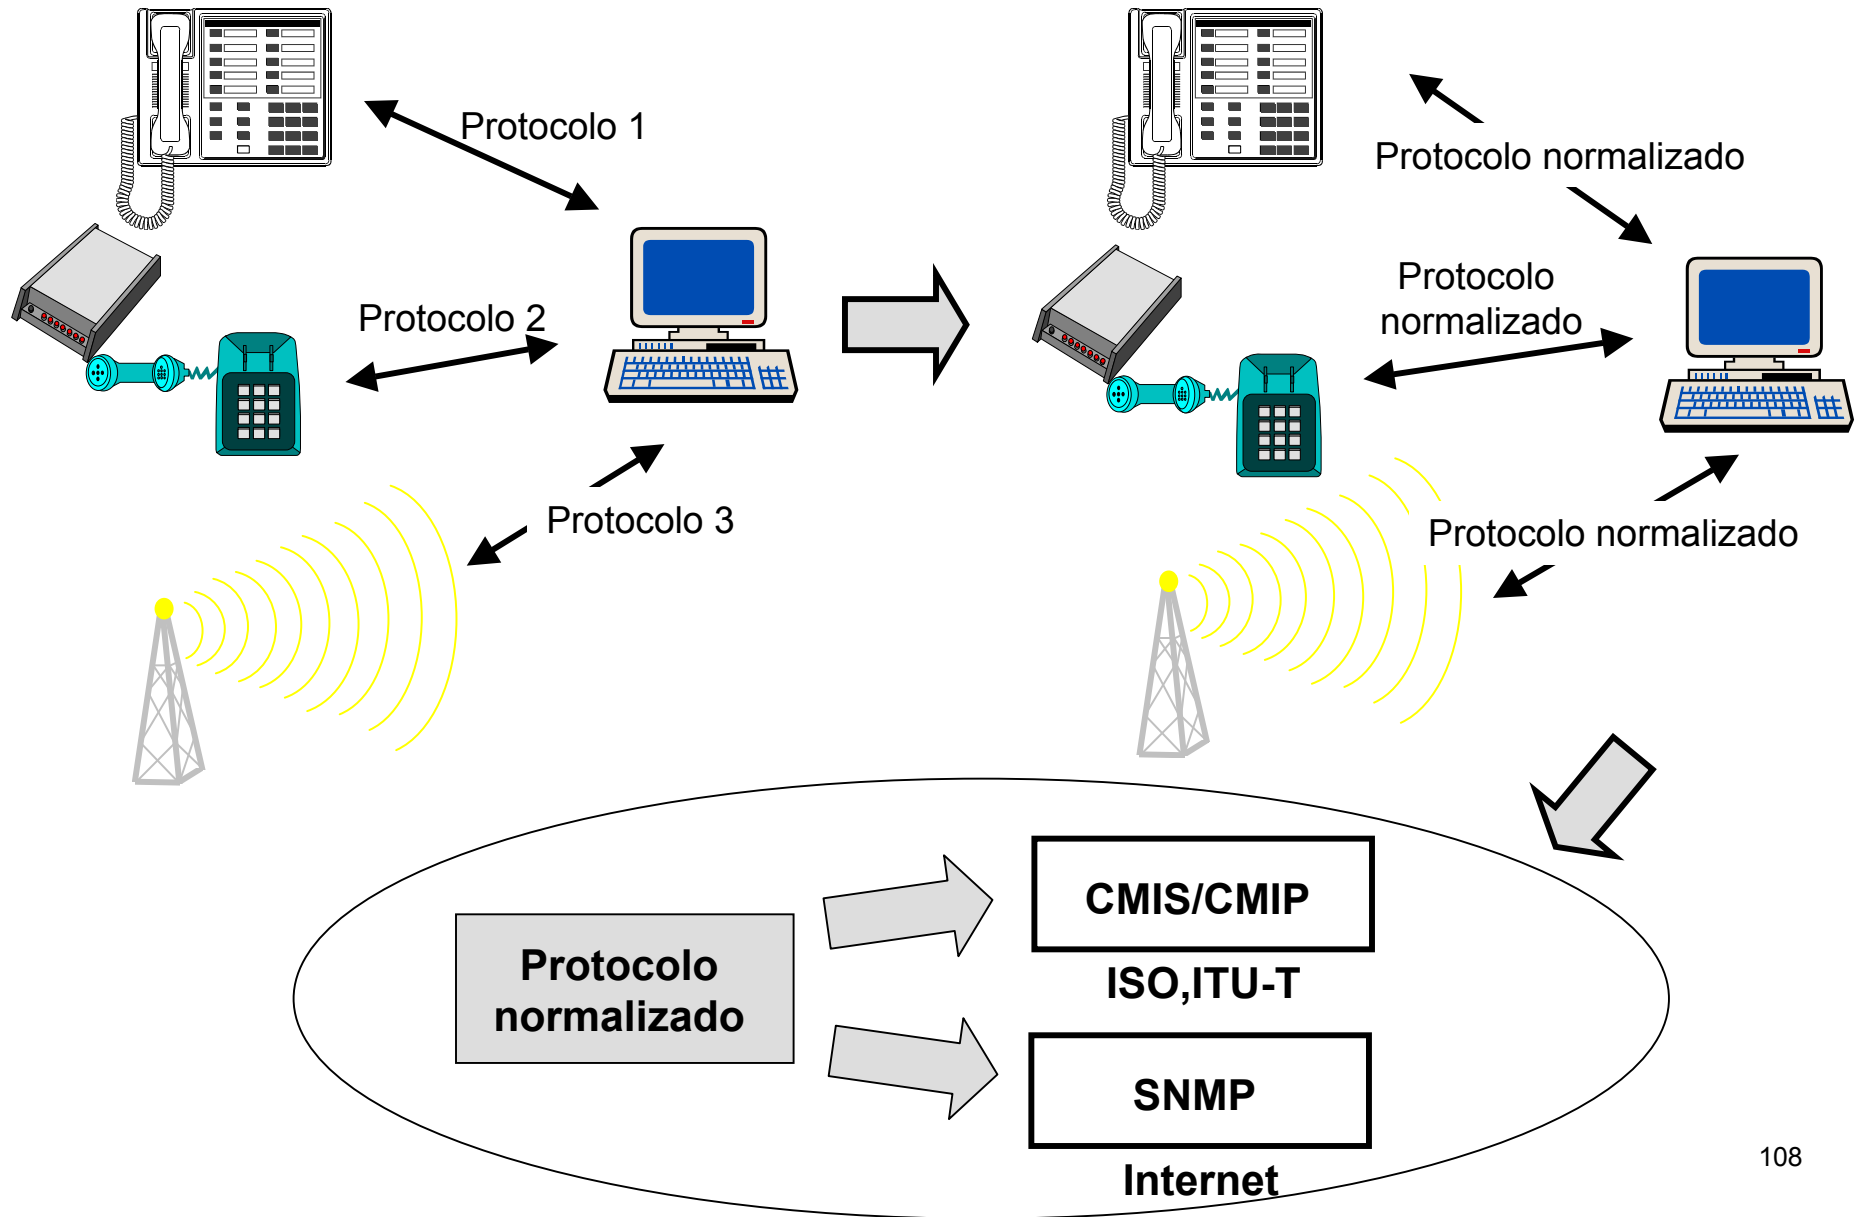 Protocolo 1
Protocolo 2
Protocolo 3
Protocolo normalizado
Protocolo
normalizado
Protocolo normalizado
Protocolo
normalizado
CMIS/CMIP
ISO,ITU-T
SNMP
Internet
108